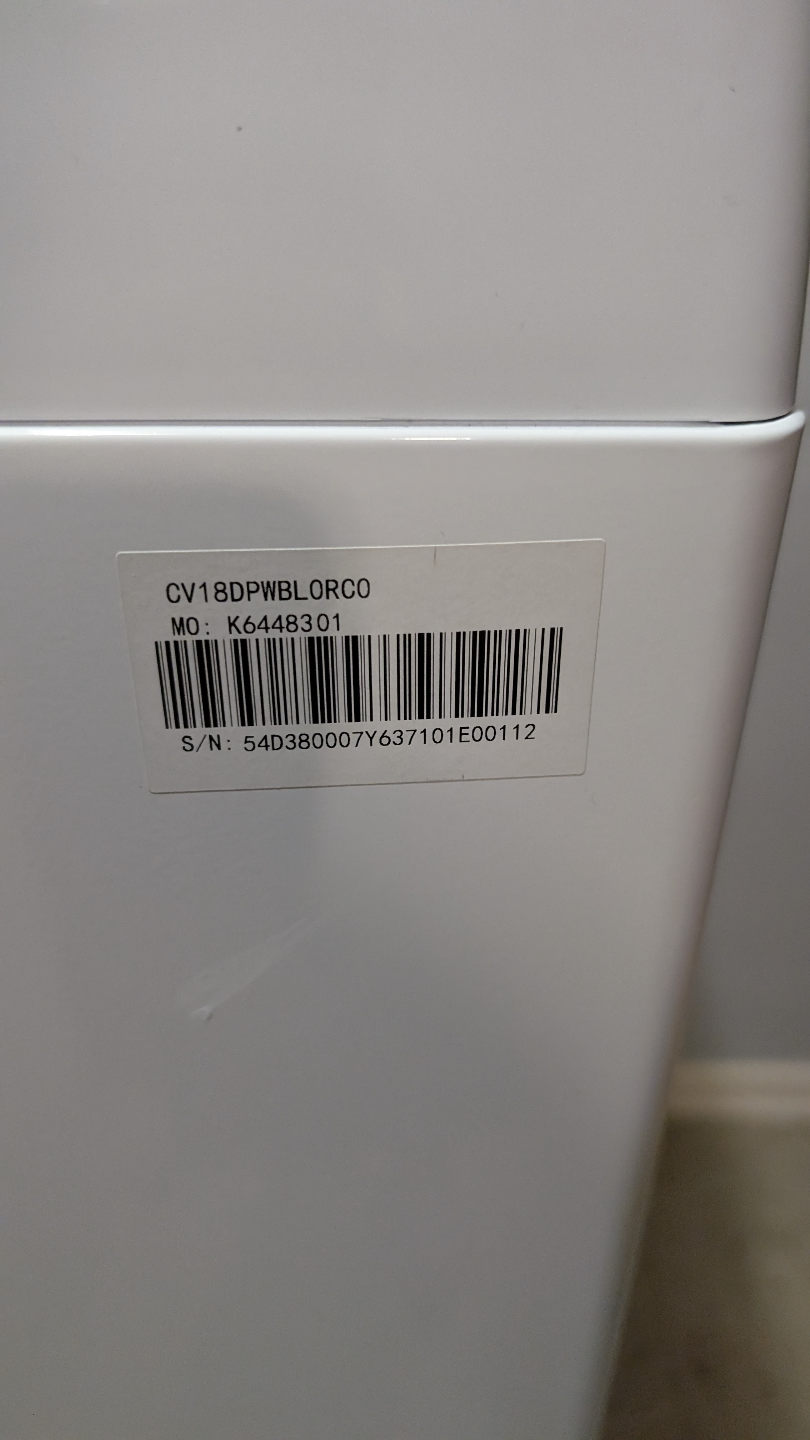 CV18DPWBL0RC0
MO: K6448301
S/N: 54D380007Y637101E00112